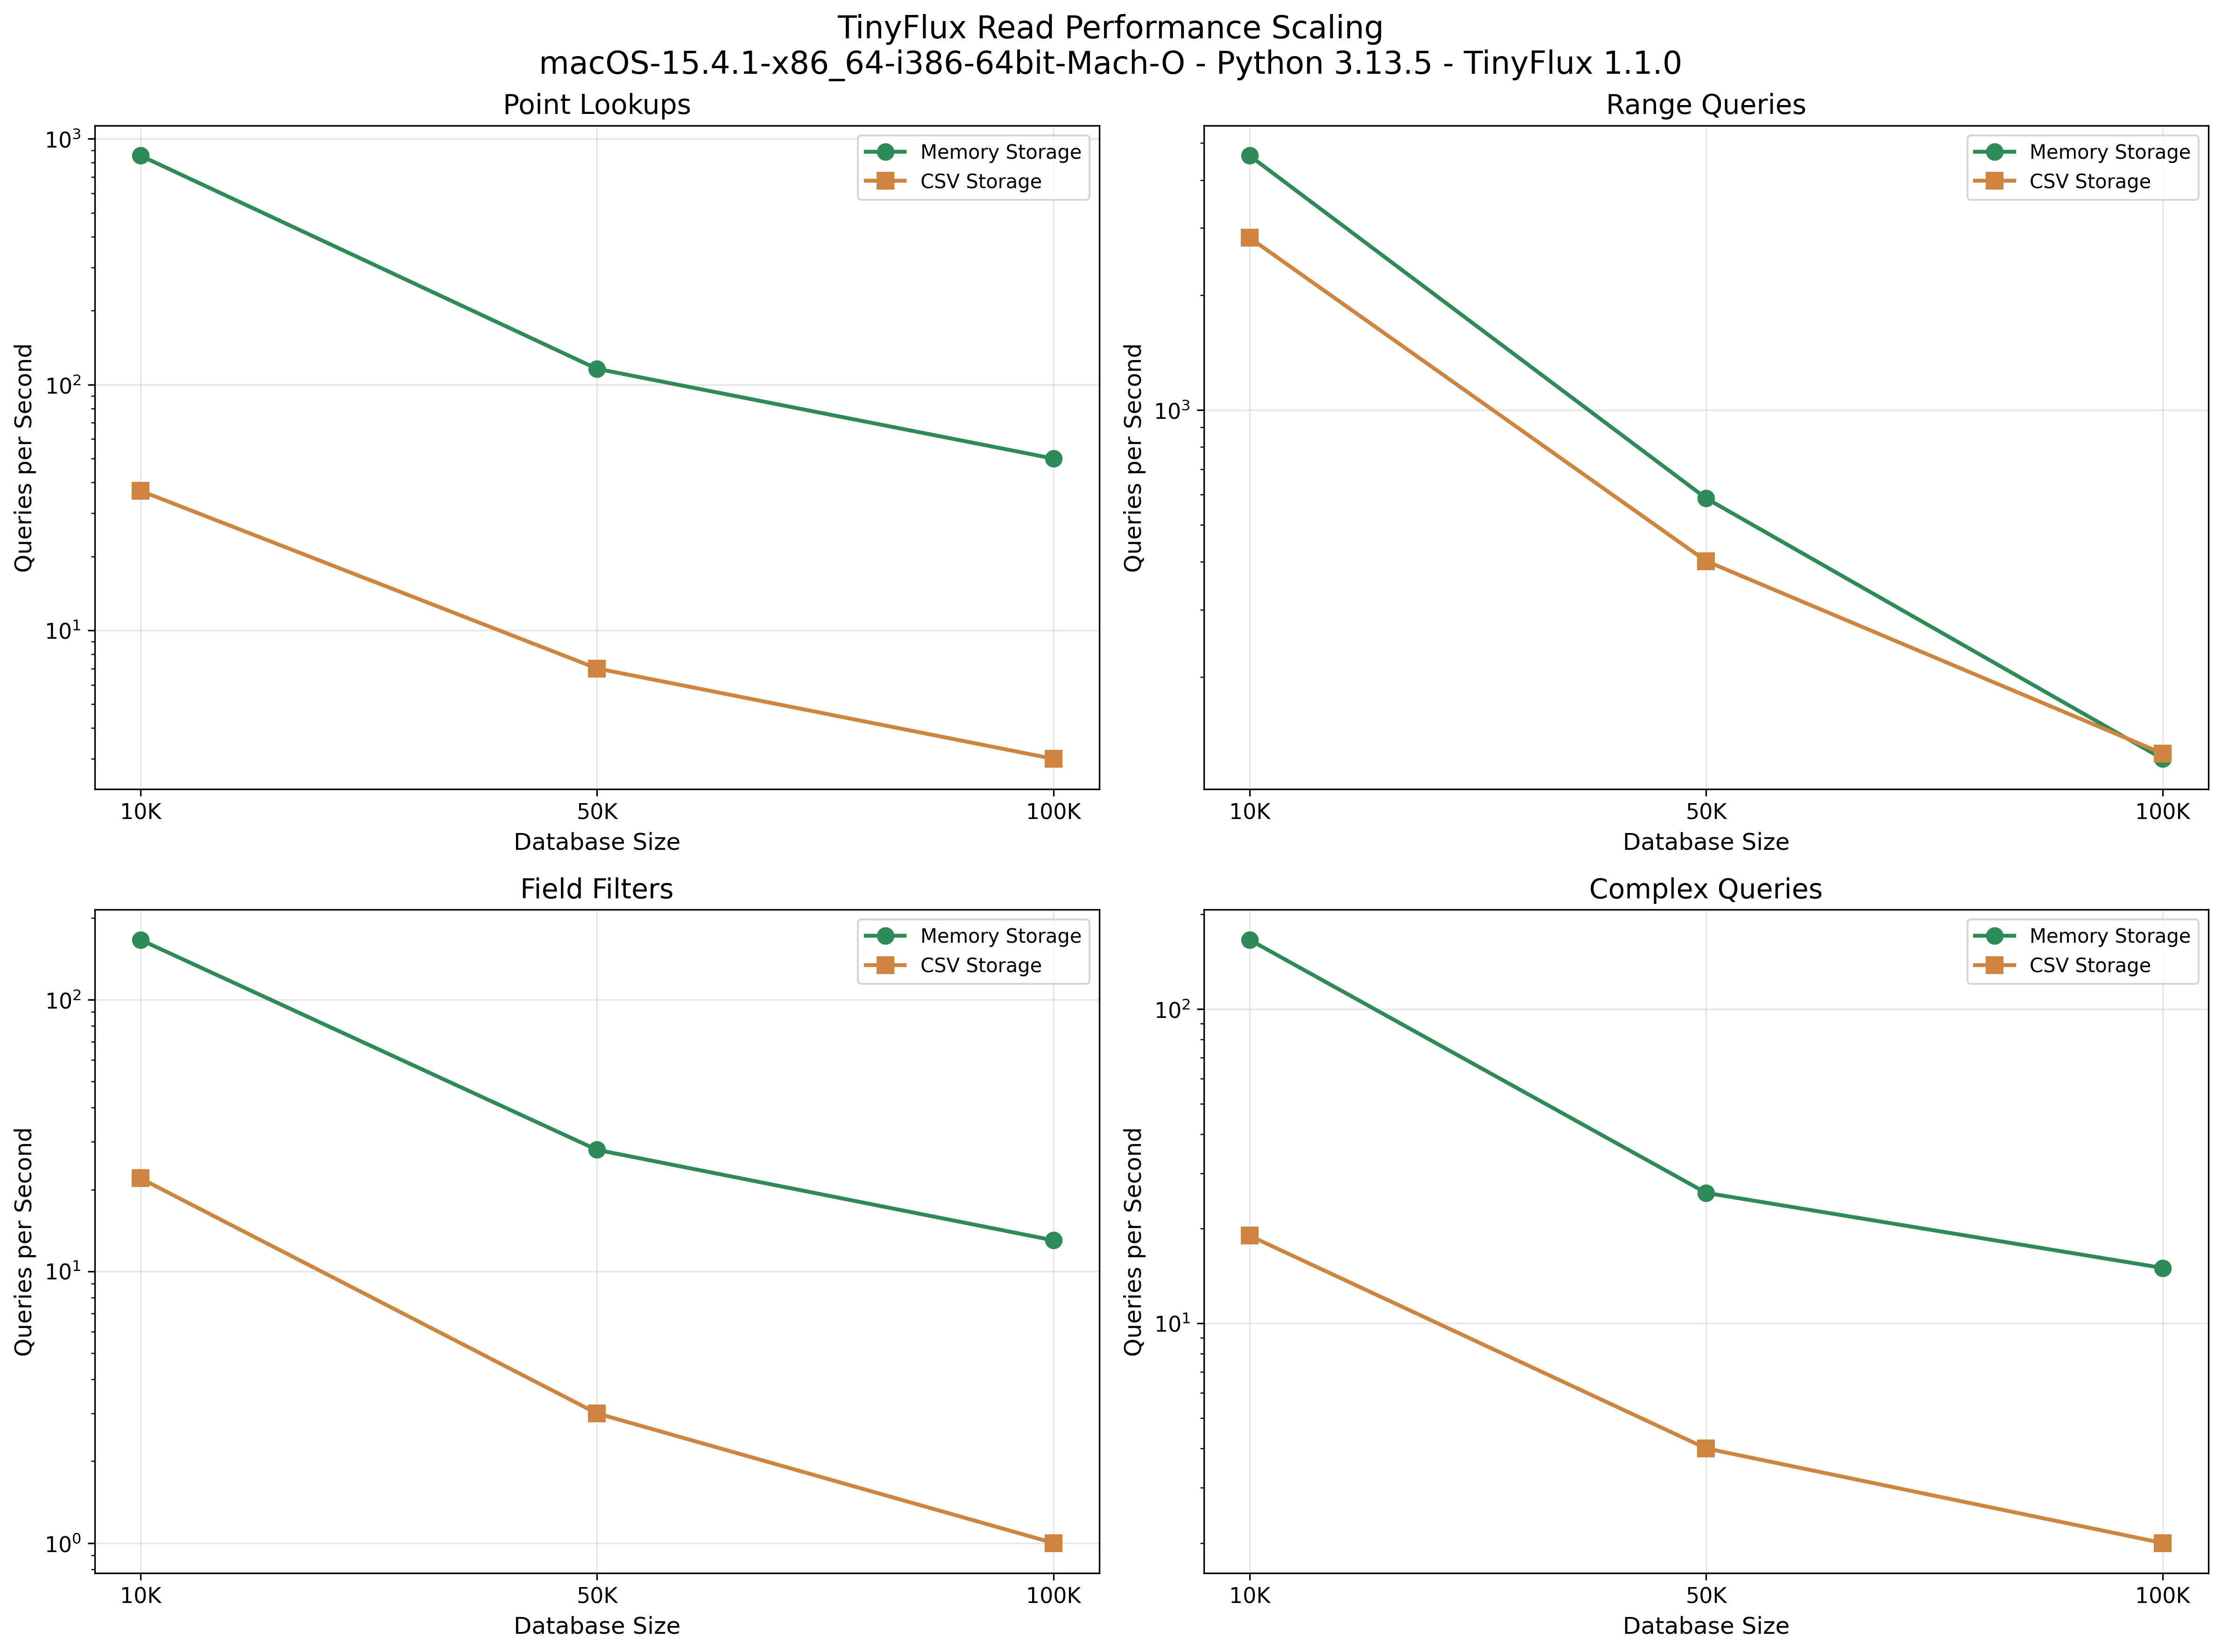 TinyFlux Read Performance Scaling
macOS-15.4.1-x86_64-i386-64bit-Mach-O - Python 3.13.5 - TinyFlux 1.1.0
Point Lookups
Queries per Second
10³
10²
10¹
Memory Storage
CSV Storage
10K 50K 100K
Database Size
Range Queries
Queries per Second
10³
Memory Storage
CSV Storage
10K 50K 100K
Database Size
Field Filters
Queries per Second
10²
10¹
10⁰
Memory Storage
CSV Storage
10K 50K 100K
Database Size
Complex Queries
Queries per Second
10²
10¹
Memory Storage
CSV Storage
10K 50K 100K
Database Size